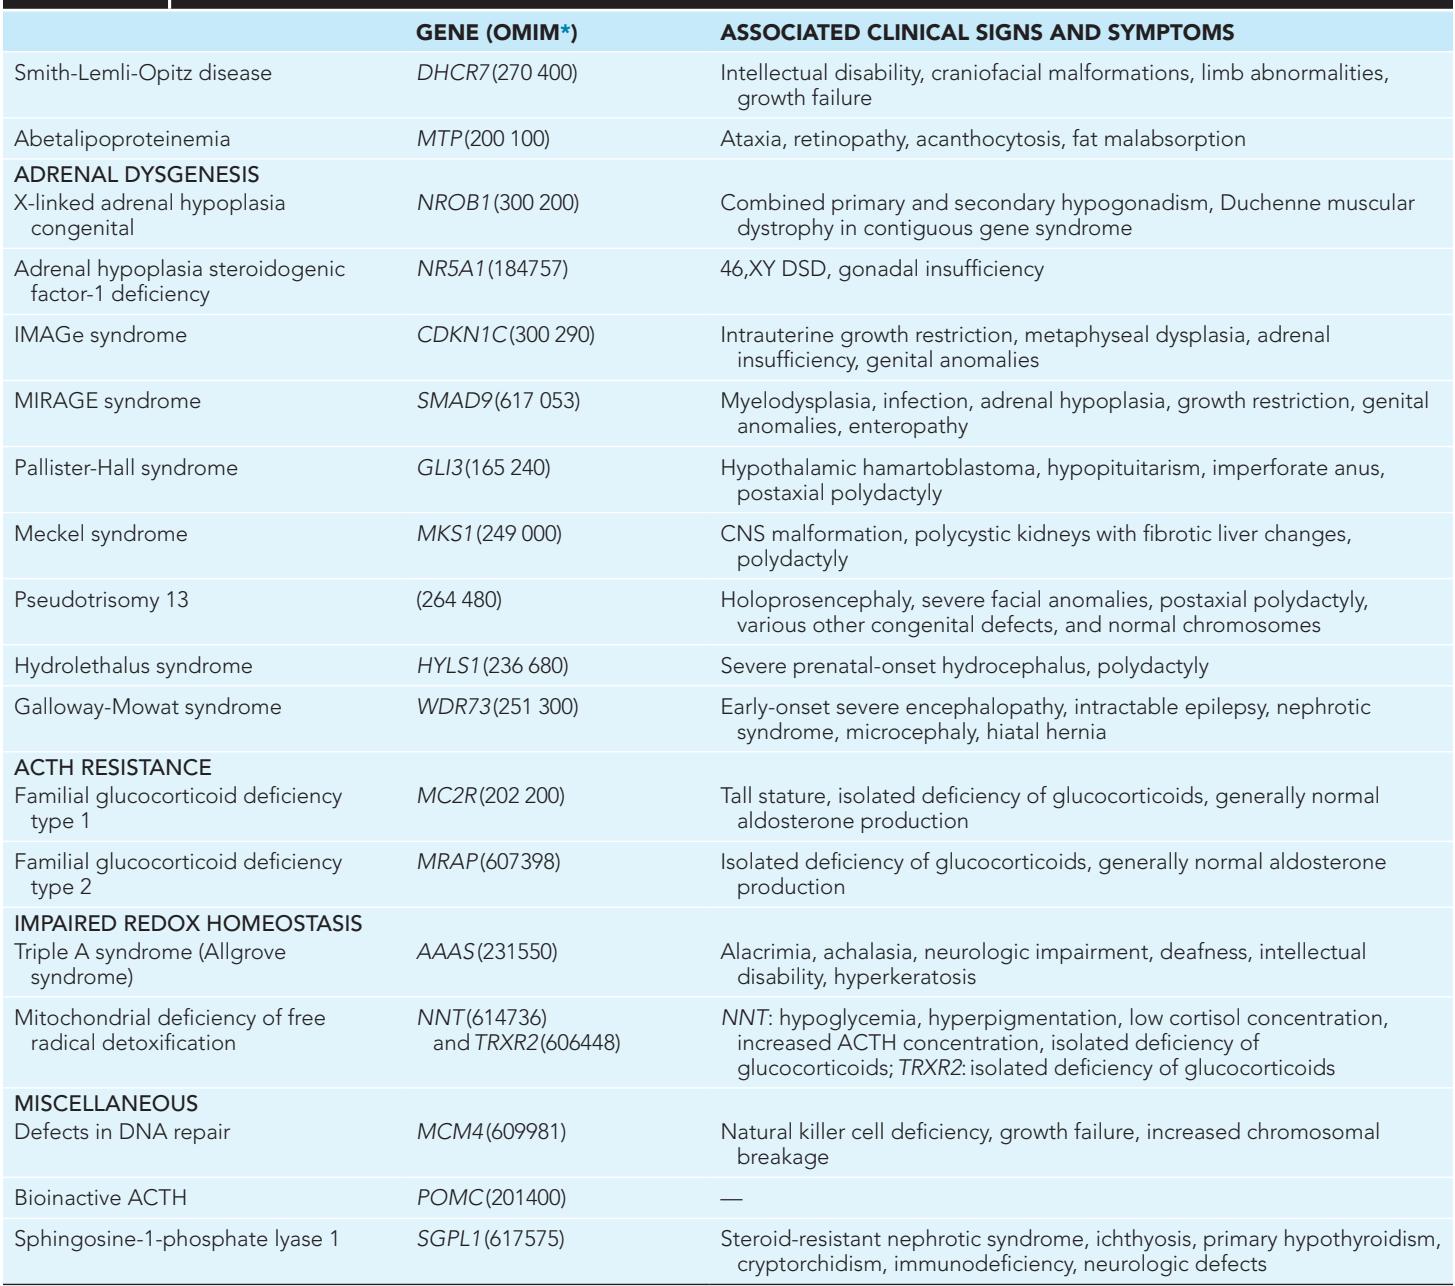 GENE (OMIM*) ASSOCIATED CLINICAL SIGNS AND SYMPTOMS
Smith-Lemli-Opitz disease DHCR7 (270 400) Intellectual disability, craniofacial malformations, limb abnormalities,
growth failure
Abetalipoproteinemia MTP (200 100) Ataxia, retinopathy, acanthocytosis, fat malabsorption
ADRENAL DYSGENESIS
X-linked adrenal hypoplasia NROB1 (300 200) Combined primary and secondary hypogonadism, Duchenne muscular
congenital dystrophy in contiguous gene syndrome
Adrenal hypoplasia steroidogenic NR5A1 (184757) 46,XY DSD, gonadal insufficiency
factor-1 deficiency
IMAGe syndrome CDKN1C (300 290) Intrauterine growth restriction, metaphyseal dysplasia, adrenal
insufficiency, genital anomalies
MIRAGE syndrome SMAD9 (617 053) Myelodysplasia, infection, adrenal hypoplasia, growth restriction, genital
anomalies, enteropathy
Pallister-Hall syndrome GLI3 (165 240) Hypothalamic hamartoblastoma, hypopituitarism, imperforate anus,
postaxial polydactyly
Meckel syndrome MKS1 (249 000) CNS malformation, polycystic kidneys with fibrotic liver changes,
polydactyly
Pseudotrisomy 13 (264 480) Holoprosencephaly, severe facial anomalies, postaxial polydactyly,
various other congenital defects, and normal chromosomes
Hydrolethalus syndrome HYLS1 (236 680) Severe prenatal-onset hydrocephalus, polydactyly
Galloway-Mowat syndrome WDR73 (251 300) Early-onset severe encephalopathy, intractable epilepsy, nephrotic
syndrome, microcephaly, hiatal hernia
ACTH RESISTANCE
Familial glucocorticoid deficiency MC2R (202 200) Tall stature, isolated deficiency of glucocorticoids, generally normal
type 1 aldosterone production
Familial glucocorticoid deficiency MRAP (607398) Isolated deficiency of glucocorticoids, generally normal aldosterone
type 2 production
IMPAIRED REDOX HOMEOSTASIS
Triple A syndrome (Allgrove AAAS (231550) Alacrimia, achalasia, neurologic impairment, deafness, intellectual
syndrome) disability, hyperkeratosis
Mitochondrial deficiency of free NNT (614736) NNT: hypoglycemia, hyperpigmentation, low cortisol concentration,
radical detoxification and TRXR2 (606448) increased ACTH concentration, isolated deficiency of
glucocorticoids; TRXR2: isolated deficiency of glucocorticoids
MISCELLANEOUS
Defects in DNA repair MCM4 (609981) Natural killer cell deficiency, growth failure, increased chromosomal
breakage
Bioinactive ACTH POMC (201400) —
Sphingosine-1-phosphate lyase 1 SGPL1 (617575) Steroid-resistant nephrotic syndrome, ichthyosis, primary hypothyroidism,
cryptorchidism, immunodeficiency, neurologic defects